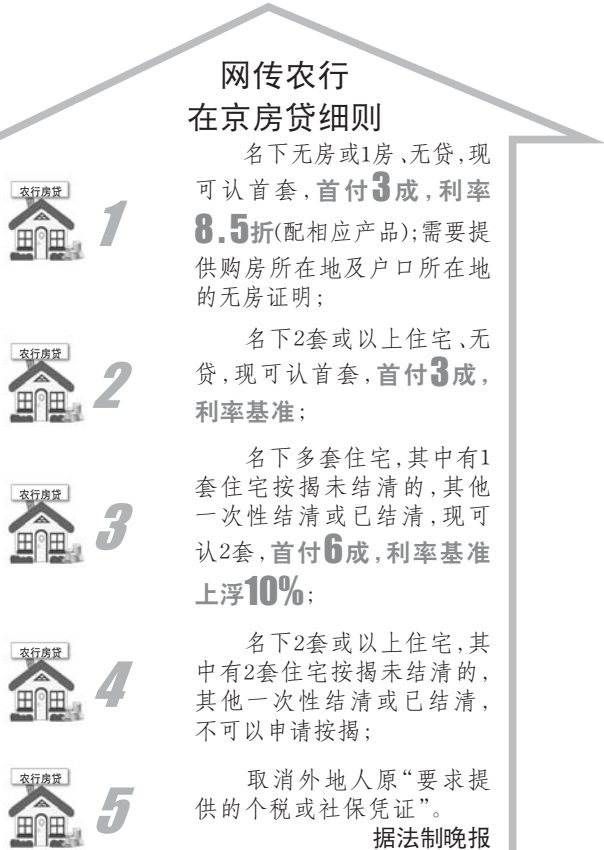 网传农行
在京房贷细则
农行房贷
1
名下无房或1房、无贷,现
可认首套,首付3成,利率
8.5折(配相应产品);需要提
供购房所在地及户口所在地
的无房证明;
农行房贷
2
名下2套或以上住宅、无
贷,现可认首套,首付3成,
利率基准;
农行房贷
3
名下多套住宅,其中有1
套住宅按揭未结清的,其他
一次性结清或已结清,现可
认2套,首付6成,利率基准
上浮10%;
农行房贷
4
名下2套或以上住宅,其
中有2套住宅按揭未结清的,
其他一次性结清或已结清,
不可以申请按揭;
农行房贷
5
取消外地人原“要求提
供的个税或社保凭证”。
据法制晚报